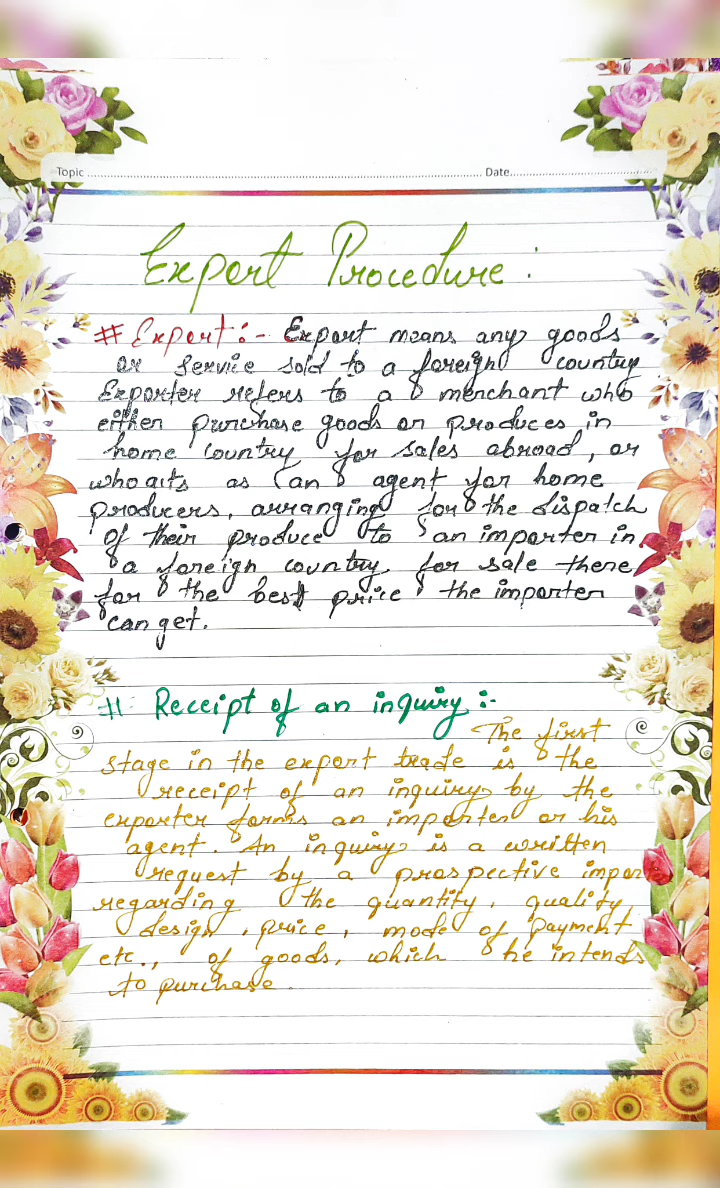 Topic Date
Export Procedure :
# Export :- Export means any goods
or service sold to a foreign country
Exporter refers to a merchant who
either purchase goods or produces in
home country for sales abroad, or
who aits as an agent for home
producers, arranging for the dispatch
of their produce to an importer in
a foreign country for sale there
for the best price the importer
can get.
# Receipt of an inquiry :-
The first
stage in the export trade is the
receipt of an inquiry by the
exporter forms an importer or his
agent. An inquiry is a written
request by a prospective impor
regarding the quantity, quality,
design, price, mode of payment
etc., of goods, which he intends
to purchase.